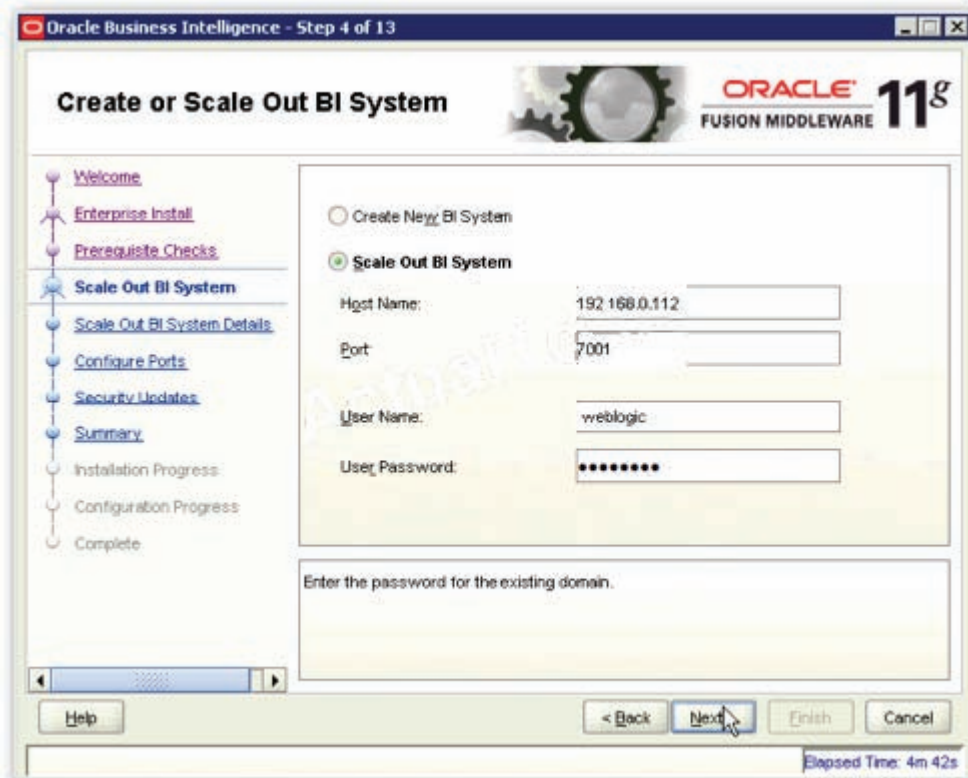 Oracle Business Intelligence - Step 4 of 13
Create or Scale Out BI System
ORACLE
FUSION MIDDLEWARE
11g
Welcome
Enterprise Install
Prerequisite Checks
Scale Out BI System
Scale Out BI System Details
Configure Ports
Security Updates
Summary
Installation Progress
Configuration Progress
Complete
Create New BI System
Scale Out BI System
Host Name: 192.168.0.112
Port 7001
User Name: weblogic
User Password: ●●●●●●●●
Enter the password for the existing domain.
Help
< Back
Next
Finish
Cancel
Elapsed Time: 4m 42s